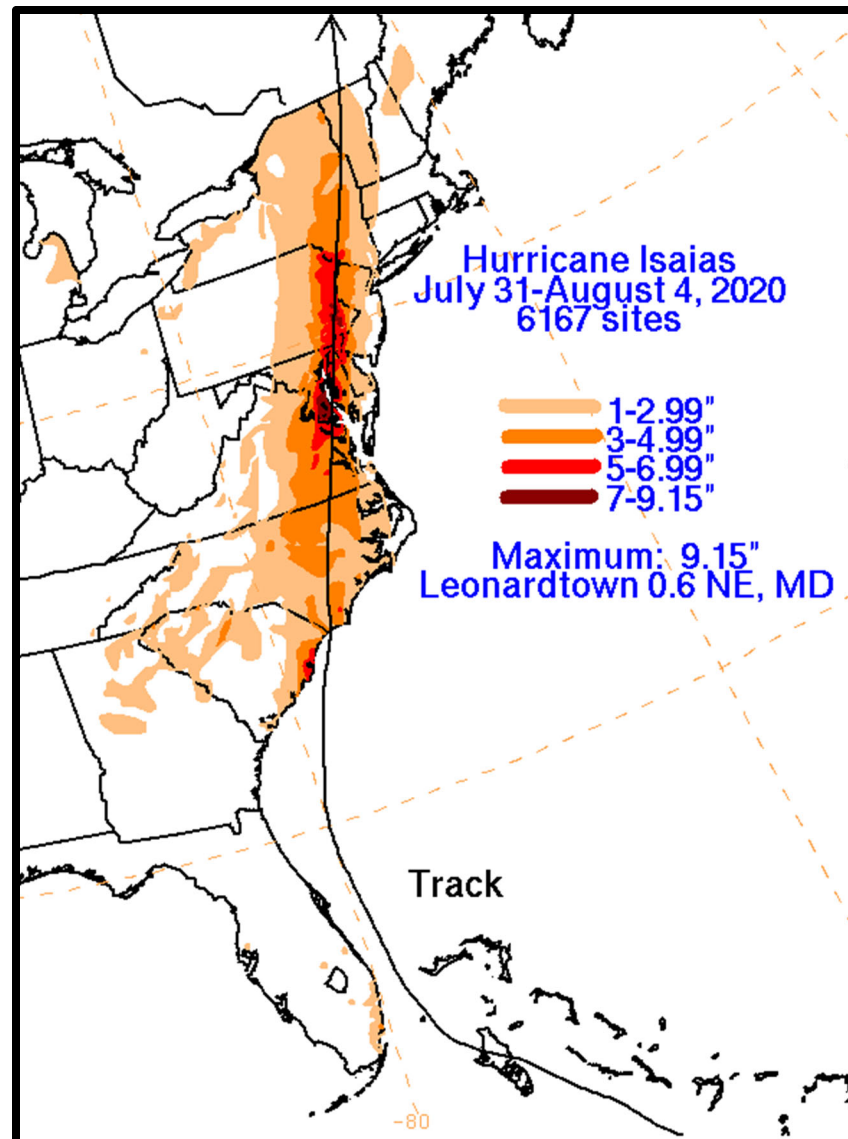 Hurricane Isaias
July 31-August 4, 2020
6167 sites
1-2.99"
3-4.99"
5-6.99"
7-9.15"
Maximum: 9.15"
Leonardtown 0.6 NE, MD
Track
-80